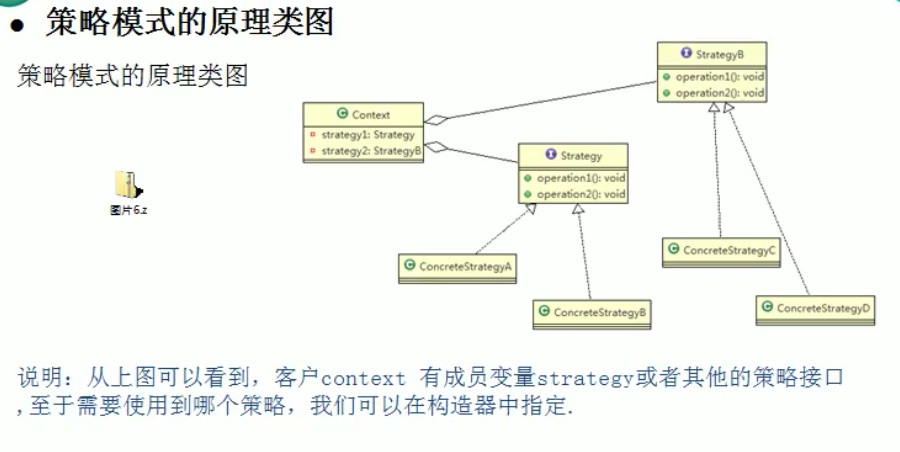 ● 策略模式的原理类图
策略模式的原理类图
StrategyB
operation1(): void
operation2(): void
Context
strategy1: Strategy
strategy2: StrategyB
Strategy
operation1(): void
operation2(): void
图片6.z
ConcreteStrategyA
ConcreteStrategyC
ConcreteStrategyB
ConcreteStrategyD
说明：从上图可以看到，客户context 有成员变量strategy或者其他的策略接口
,至于需要使用到哪个策略，我们可以在构造器中指定.